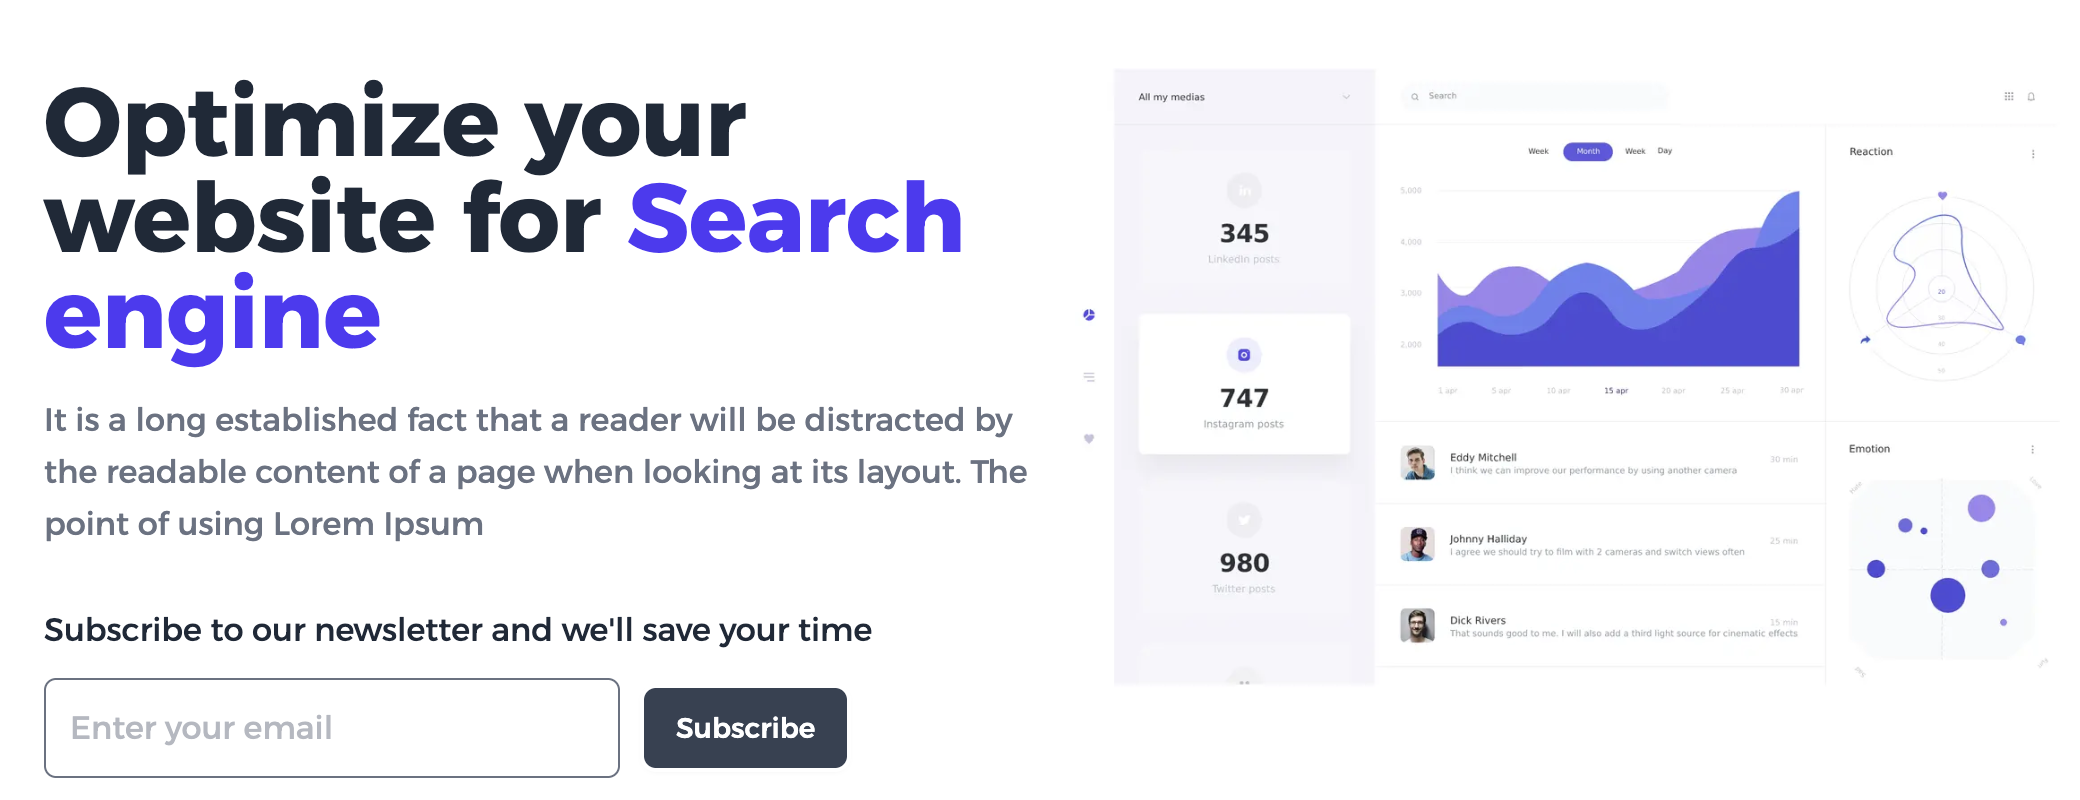 Optimize your
website for Search
engine
It is a long established fact that a reader will be distracted by
the readable content of a page when looking at its layout. The
point of using Lorem Ipsum
Subscribe to our newsletter and we'll save your time
Enter your email
Subscribe
All my medias
in
345
LinkedIn posts
747
Instagram posts
980
Twitter posts
Search
Week Month Week Day
5,000
4,000
3,000
2,000
1 apr 5 apr 10 apr 15 apr 20 apr 25 apr 30 apr
Eddy Mitchell
30 min
I think we can improve our performance by using another camera
Johnny Halliday
25 min
I agree we should try to film with 2 cameras and switch views often
Dick Rivers
15 min
That sounds good to me. I will also add a third light source for cinematic effects
Reaction
20
Emotion